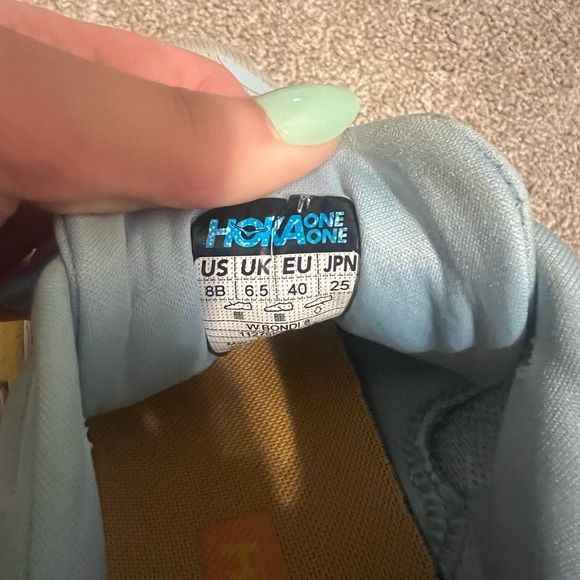 HOKA ONE ONE
US UK EU JPN
8B 6.5 40 25
W BONDI
H